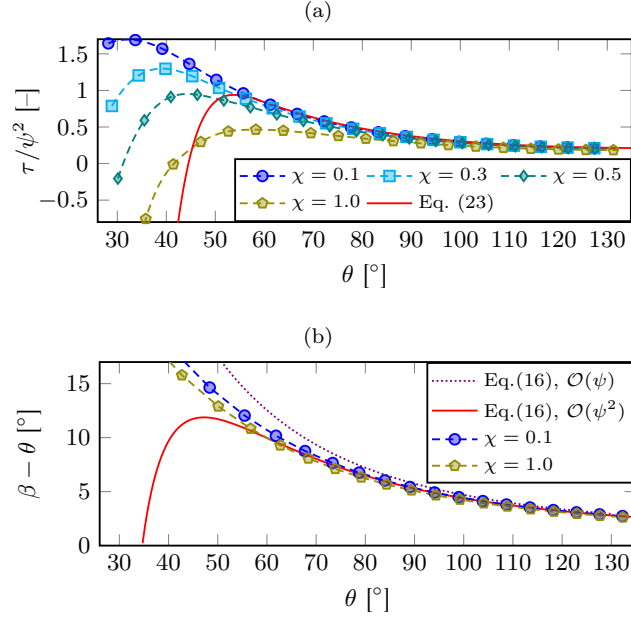 (a)
1.5
1
0.5
0
−0.5
τ/ψ² [–]
χ = 0.1 χ = 0.3 χ = 0.5
χ = 1.0 Eq. (23)
30 40 50 60 70 80 90 100 110 120 130
θ [°]
(b)
15
10
5
0
β − θ [°]
Eq.(16), 𝒪(ψ)
Eq.(16), 𝒪(ψ²)
χ = 0.1
χ = 1.0
30 40 50 60 70 80 90 100 110 120 130
θ [°]